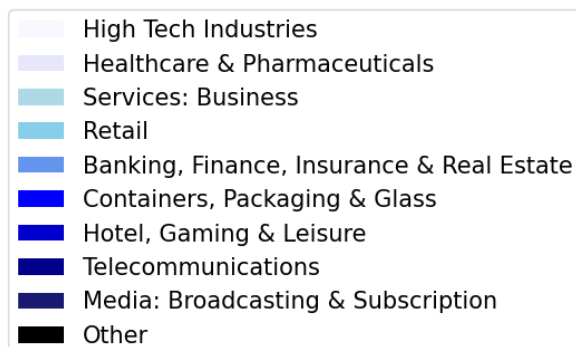 High Tech Industries
Healthcare & Pharmaceuticals
Services: Business
Retail
Banking, Finance, Insurance & Real Estate
Containers, Packaging & Glass
Hotel, Gaming & Leisure
Telecommunications
Media: Broadcasting & Subscription
Other